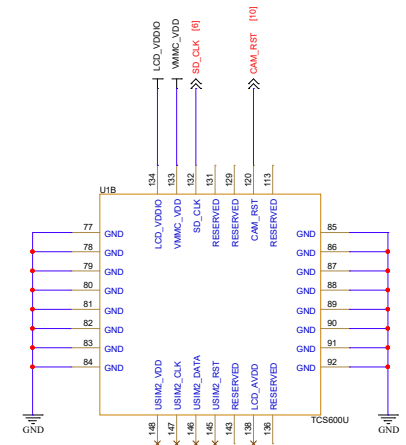 LCD_VDDIO
VMMC_VDD
SD_CLK [6]
CAM_RST [10]
134
133
132
131
129
120
113
U1B
LCD_VDDIO
VMMC_VDD
SD_CLK
RESERVED
RESERVED
CAM_RST
RESERVED
77 GND GND 85
78 GND GND 86
79 GND GND 87
80 GND GND 88
81 GND GND 89
82 GND GND 90
83 GND GND 91
84 GND GND 92
USIM2_VDD
USIM2_CLK
USIM2_DATA
USIM2_RST
RESERVED
LCD_AVDD
RESERVED
TCS600U
148
147
146
145
143
138
136
GND
GND